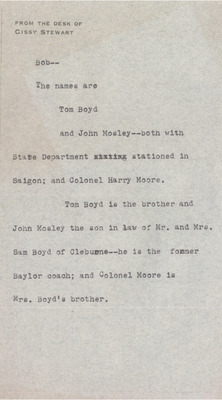 FROM THE DESK OF
CISSY STEWART
Bob--
The names are
Tom Boyd
and John Mosley--both with
State Department stationed in
Saigon; and Colonel Harry Moore.
Tom Boyd is the brother and
John Mosley the son in law of Mr. and Mrs.
Sam Boyd of Cleburne--he is the former
Baylor coach; and Colonel Moore is
Mrs. Boyd's brother.